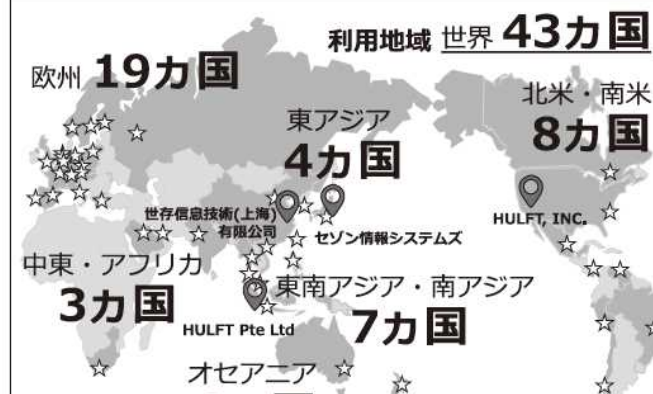 利用地域 世界 43カ国
欧州 19カ国
北米・南米
8カ国
東アジア
4カ国
世存信息技術(上海)
有限公司
セゾン情報システムズ
HULFT, INC.
中東・アフリカ
3カ国
東南アジア・南アジア
7カ国
HULFT Pte Ltd
オセアニア